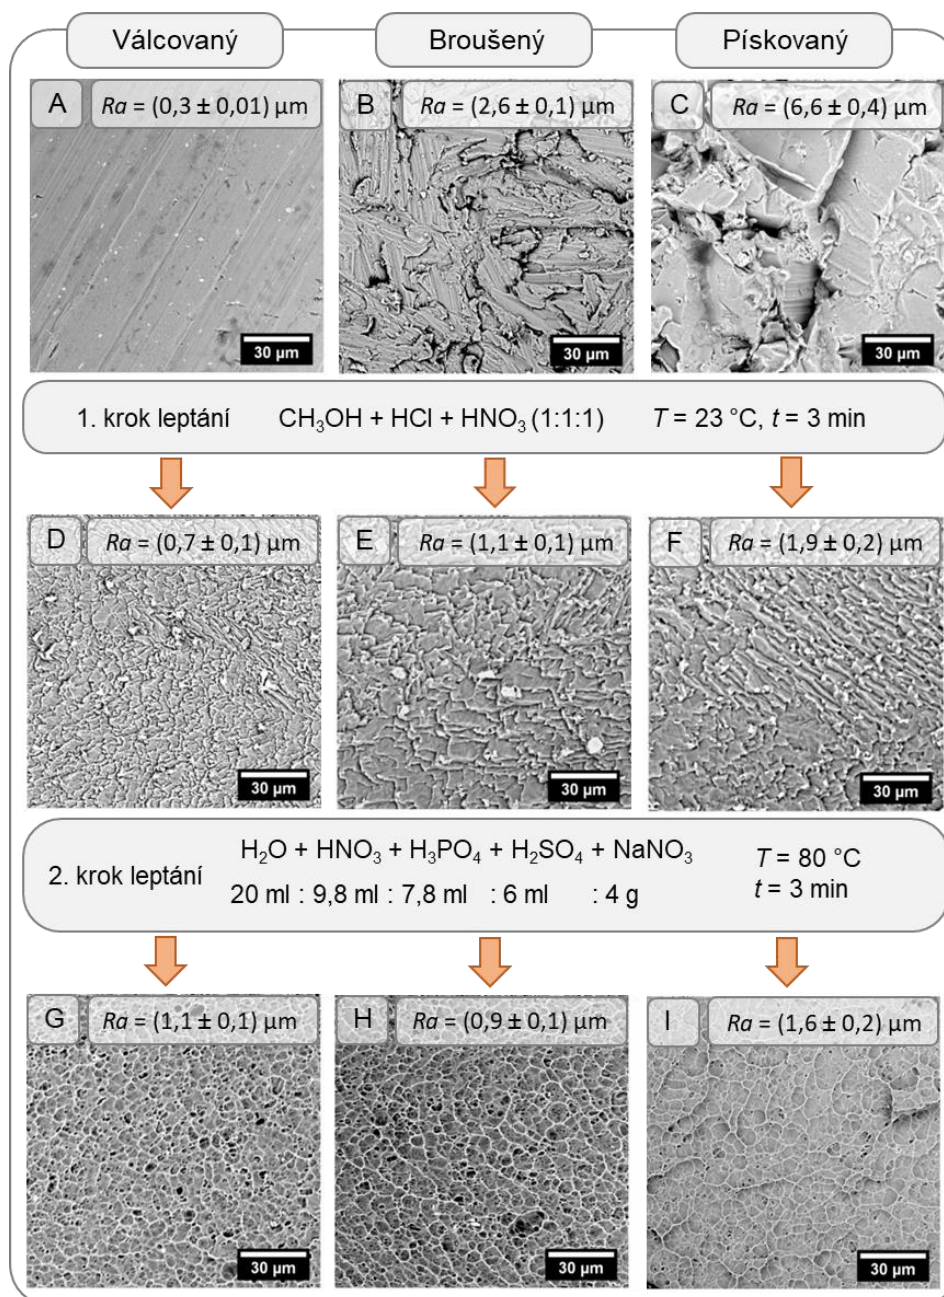 Válcovaný Broušený Pískovaný
A Ra = (0,3 ± 0,01) µm B Ra = (2,6 ± 0,1) µm C Ra = (6,6 ± 0,4) µm
30 µm 30 µm 30 µm
1. krok leptání CH₃OH + HCl + HNO₃ (1:1:1) T = 23 °C, t = 3 min
D Ra = (0,7 ± 0,1) µm E Ra = (1,1 ± 0,1) µm F Ra = (1,9 ± 0,2) µm
30 µm 30 µm 30 µm
H₂O + HNO₃ + H₃PO₄ + H₂SO₄ + NaNO₃ T = 80 °C
2. krok leptání 20 ml : 9,8 ml : 7,8 ml : 6 ml : 4 g t = 3 min
G Ra = (1,1 ± 0,1) µm H Ra = (0,9 ± 0,1) µm I Ra = (1,6 ± 0,2) µm
30 µm 30 µm 30 µm